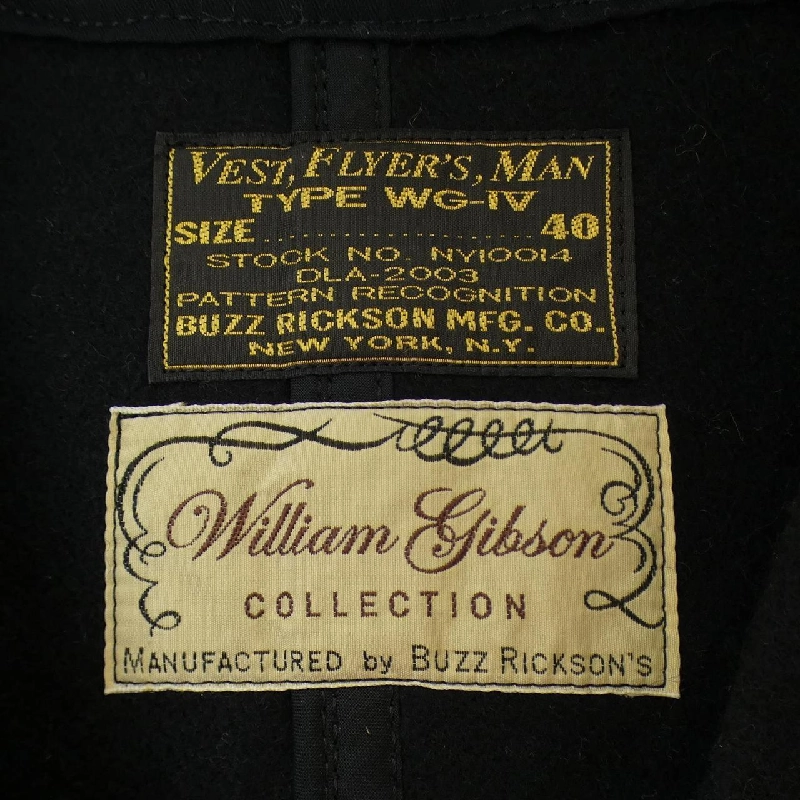 VEST, FLYER'S, MAN
TYPE WG-IV
SIZE........................40
STOCK NO. NY10014
DLA-2003
PATTERN RECOGNITION
BUZZ RICKSON MFG. CO.
NEW YORK, N.Y.
William Gibson
COLLECTION
MANUFACTURED by BUZZ RICKSON'S